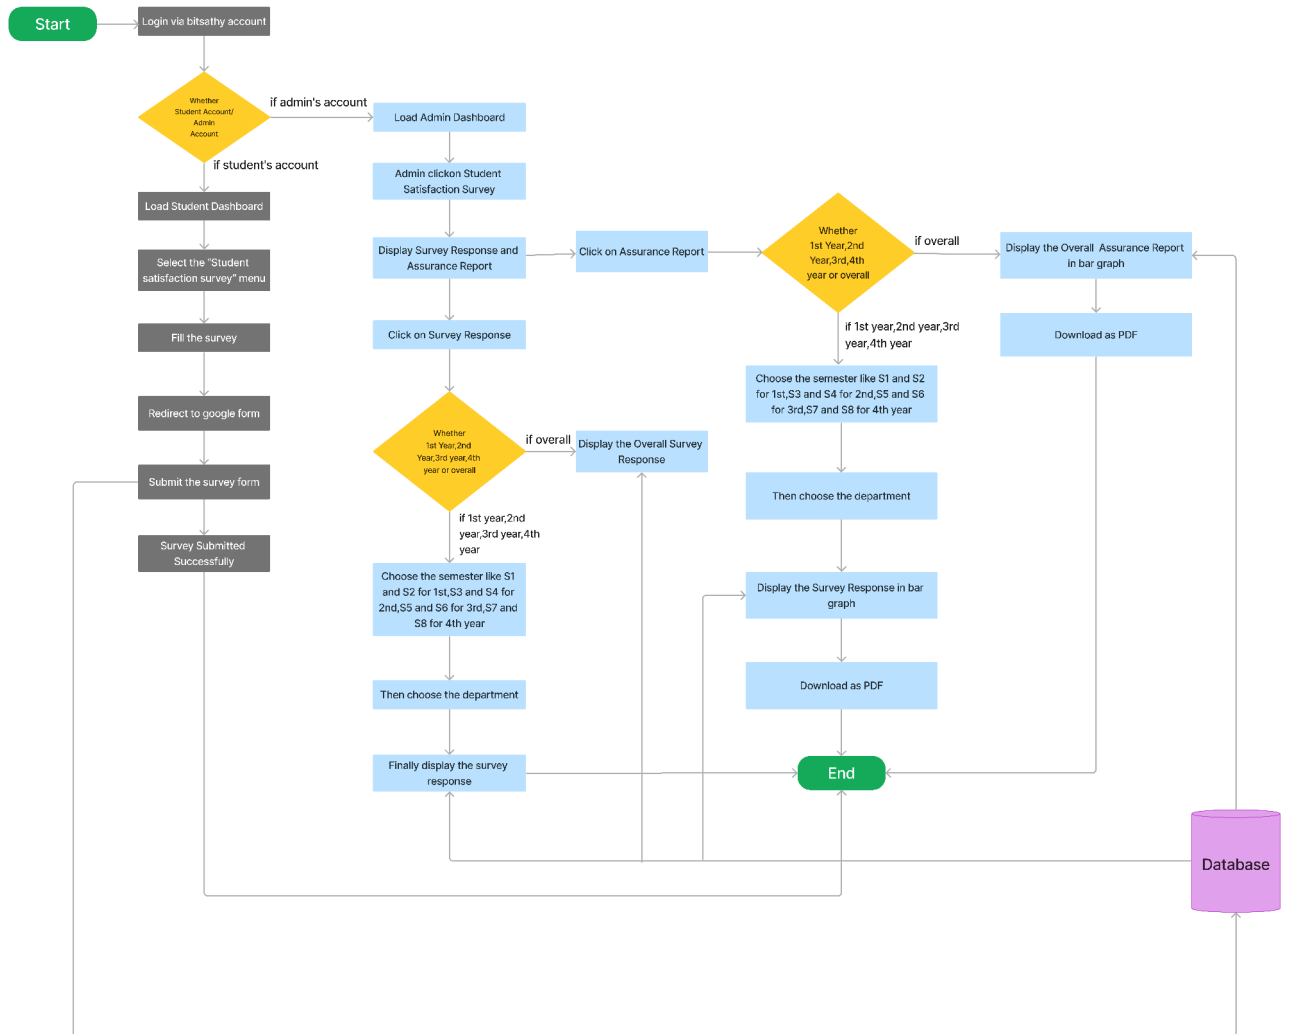 Start
Login via bitsathy account
Whether
Student Account/
Admin
Account
if admin's account
if student's account
Load Student Dashboard
Select the "Student
satisfaction survey" menu
Fill the survey
Redirect to google form
Submit the survey form
Survey Submitted
Successfully
Load Admin Dashboard
Admin clickon Student
Satisfaction Survey
Display Survey Response and
Assurance Report
Click on Survey Response
Whether
1st Year,2nd
Year,3rd year,4th
year or overall
if overall
Display the Overall Survey
Response
if 1st year,2nd
year,3rd year,4th
year
Choose the semester like S1
and S2 for 1st,S3 and S4 for
2nd,S5 and S6 for 3rd,S7 and
S8 for 4th year
Then choose the department
Finally display the survey
response
Click on Assurance Report
Whether
1st Year,2nd
Year,3rd,4th
year or overall
if overall
Display the Overall Assurance Report
in bar graph
Download as PDF
if 1st year,2nd year,3rd
year,4th year
Choose the semester like S1 and S2
for 1st,S3 and S4 for 2nd,S5 and S6
for 3rd,S7 and S8 for 4th year
Then choose the department
Display the Survey Response in bar
graph
Download as PDF
End
Database